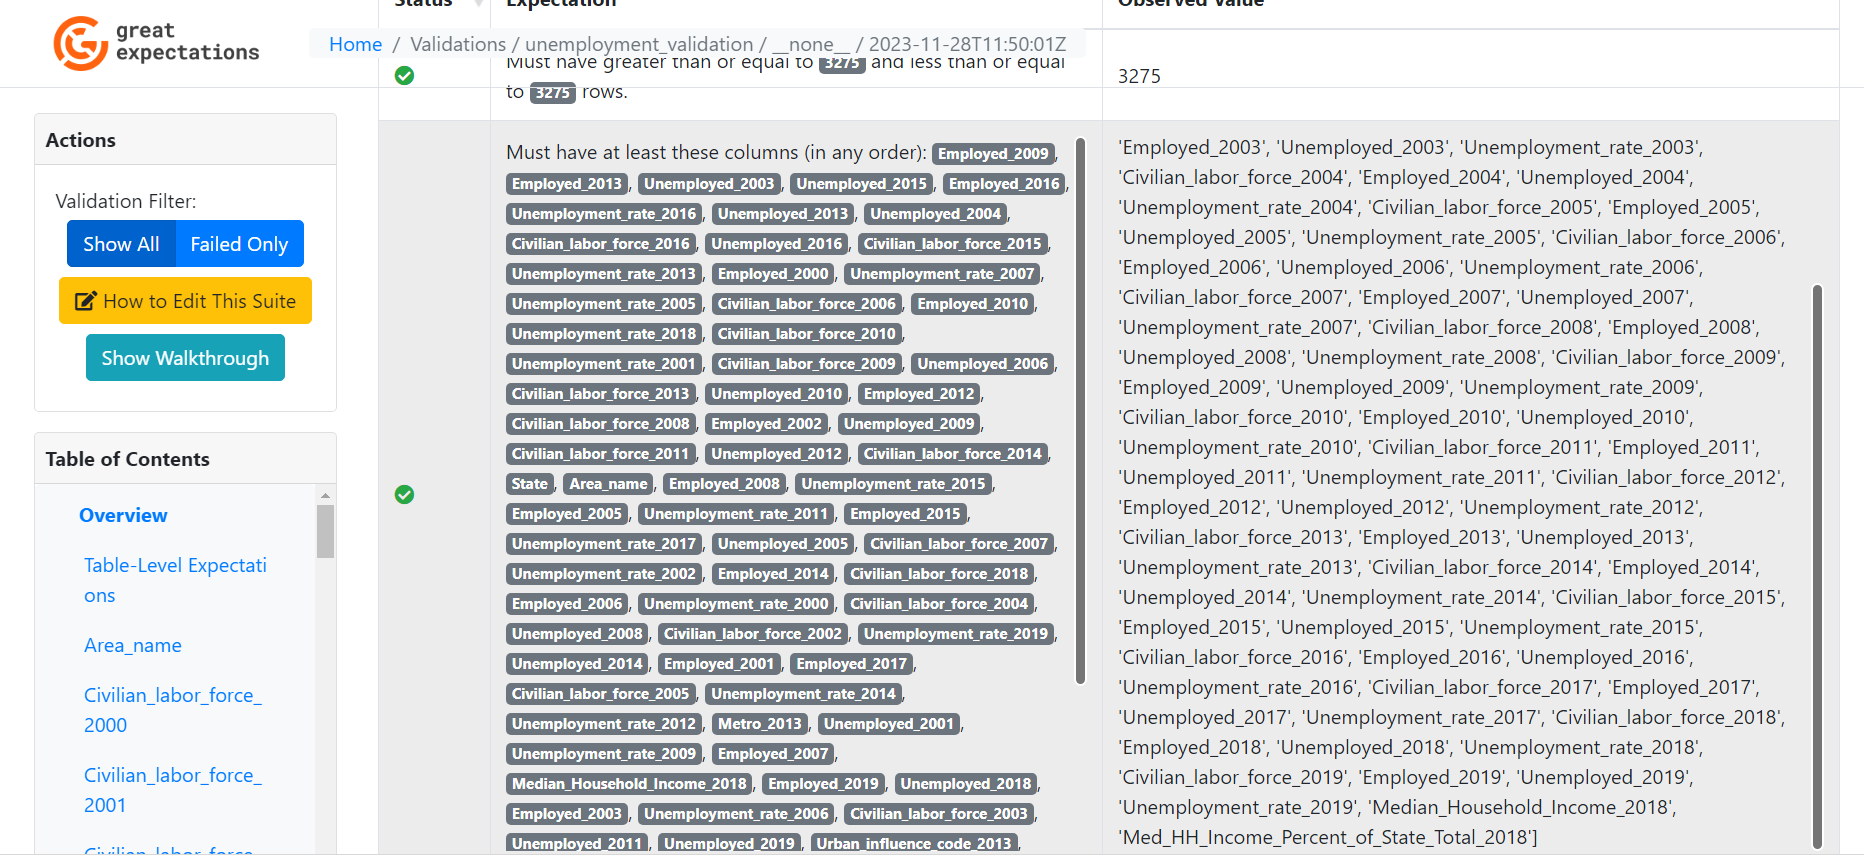 Status Expectation Observed Value
great
expectations
Home / Validations / unemployment_validation / __none__ / 2023-11-28T11:50:01Z
Must have greater than or equal to 3275 and less than or equal
to 3275 rows.
3275
Actions
Validation Filter:
Show All Failed Only
How to Edit This Suite
Show Walkthrough
Table of Contents
Overview
Table-Level Expectati
ons
Area_name
Civilian_labor_force_
2000
Civilian_labor_force_
2001
Civilian_labor_force_
Must have at least these columns (in any order): Employed_2009,
Employed_2013, Unemployed_2003, Unemployed_2015, Employed_2016,
Unemployment_rate_2016, Unemployed_2013, Unemployed_2004,
Civilian_labor_force_2016, Unemployed_2016, Civilian_labor_force_2015,
Unemployment_rate_2013, Employed_2000, Unemployment_rate_2007,
Unemployment_rate_2005, Civilian_labor_force_2006, Employed_2010,
Unemployment_rate_2018, Civilian_labor_force_2010,
Unemployment_rate_2001, Civilian_labor_force_2009, Unemployed_2006,
Civilian_labor_force_2013, Unemployed_2010, Employed_2012,
Civilian_labor_force_2008, Employed_2002, Unemployed_2009,
Civilian_labor_force_2011, Unemployed_2012, Civilian_labor_force_2014,
State, Area_name, Employed_2008, Unemployment_rate_2015,
Employed_2005, Unemployment_rate_2011, Employed_2015,
Unemployment_rate_2017, Unemployed_2005, Civilian_labor_force_2007,
Unemployment_rate_2002, Employed_2014, Civilian_labor_force_2018,
Employed_2006, Unemployment_rate_2000, Civilian_labor_force_2004,
Unemployed_2008, Civilian_labor_force_2002, Unemployment_rate_2019,
Unemployed_2014, Employed_2001, Employed_2017,
Civilian_labor_force_2005, Unemployment_rate_2014,
Unemployment_rate_2012, Metro_2013, Unemployed_2001,
Unemployment_rate_2009, Employed_2007,
Median_Household_Income_2018, Employed_2019, Unemployed_2018,
Employed_2003, Unemployment_rate_2006, Civilian_labor_force_2003,
Unemployed_2011, Unemployed_2019, Urban_influence_code_2013,
'Employed_2003', 'Unemployed_2003', 'Unemployment_rate_2003',
'Civilian_labor_force_2004', 'Employed_2004', 'Unemployed_2004',
'Unemployment_rate_2004', 'Civilian_labor_force_2005', 'Employed_2005',
'Unemployed_2005', 'Unemployment_rate_2005', 'Civilian_labor_force_2006',
'Employed_2006', 'Unemployed_2006', 'Unemployment_rate_2006',
'Civilian_labor_force_2007', 'Employed_2007', 'Unemployed_2007',
'Unemployment_rate_2007', 'Civilian_labor_force_2008', 'Employed_2008',
'Unemployed_2008', 'Unemployment_rate_2008', 'Civilian_labor_force_2009',
'Employed_2009', 'Unemployed_2009', 'Unemployment_rate_2009',
'Civilian_labor_force_2010', 'Employed_2010', 'Unemployed_2010',
'Unemployment_rate_2010', 'Civilian_labor_force_2011', 'Employed_2011',
'Unemployed_2011', 'Unemployment_rate_2011', 'Civilian_labor_force_2012',
'Employed_2012', 'Unemployed_2012', 'Unemployment_rate_2012',
'Civilian_labor_force_2013', 'Employed_2013', 'Unemployed_2013',
'Unemployment_rate_2013', 'Civilian_labor_force_2014', 'Employed_2014',
'Unemployed_2014', 'Unemployment_rate_2014', 'Civilian_labor_force_2015',
'Employed_2015', 'Unemployed_2015', 'Unemployment_rate_2015',
'Civilian_labor_force_2016', 'Employed_2016', 'Unemployed_2016',
'Unemployment_rate_2016', 'Civilian_labor_force_2017', 'Employed_2017',
'Unemployed_2017', 'Unemployment_rate_2017', 'Civilian_labor_force_2018',
'Employed_2018', 'Unemployed_2018', 'Unemployment_rate_2018',
'Civilian_labor_force_2019', 'Employed_2019', 'Unemployed_2019',
'Unemployment_rate_2019', 'Median_Household_Income_2018',
'Med_HH_Income_Percent_of_State_Total_2018']